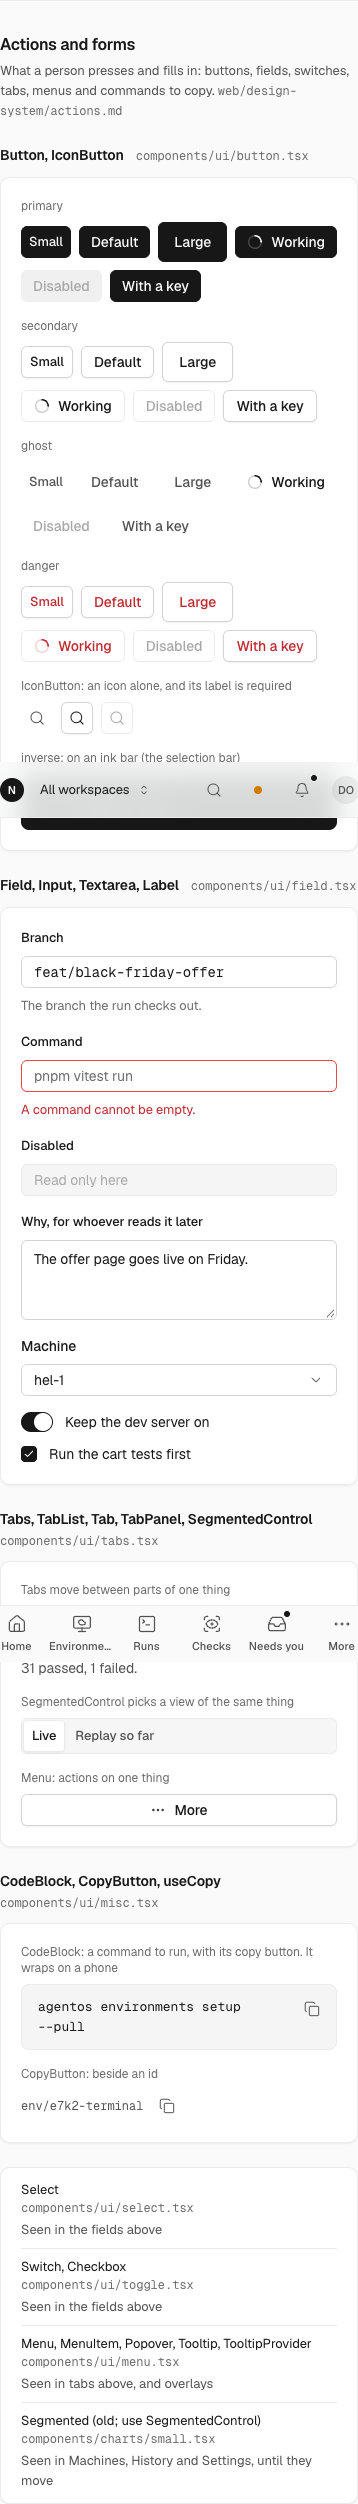 Actions and forms
What a person presses and fills in: buttons, fields, switches,
tabs, menus and commands to copy. web/design-
system/actions.md
Button, IconButton components/ui/button.tsx
primary
Small Default Large Working
Disabled With a key
secondary
Small Default Large
Working Disabled With a key
ghost
Small Default Large Working
Disabled With a key
danger
Small Default Large
Working Disabled With a key
IconButton: an icon alone, and its label is required
inverse: on an ink bar (the selection bar)
N All workspaces DO
Field, Input, Textarea, Label components/ui/field.tsx
Branch
feat/black-friday-offer
The branch the run checks out.
Command
pnpm vitest run
A command cannot be empty.
Disabled
Read only here
Why, for whoever reads it later
The offer page goes live on Friday.
Machine
hel-1
Keep the dev server on
Run the cart tests first
Tabs, TabList, Tab, TabPanel, SegmentedControl
components/ui/tabs.tsx
Tabs move between parts of one thing
Home Environme... Runs Checks Needs you More
31 passed, 1 failed.
SegmentedControl picks a view of the same thing
Live Replay so far
Menu: actions on one thing
More
CodeBlock, CopyButton, useCopy
components/ui/misc.tsx
CodeBlock: a command to run, with its copy button. It
wraps on a phone
agentos environments setup
--pull
CopyButton: beside an id
env/e7k2-terminal
Select
components/ui/select.tsx
Seen in the fields above
Switch, Checkbox
components/ui/toggle.tsx
Seen in the fields above
Menu, MenuItem, Popover, Tooltip, TooltipProvider
components/ui/menu.tsx
Seen in tabs above, and overlays
Segmented (old; use SegmentedControl)
components/charts/small.tsx
Seen in Machines, History and Settings, until they
move